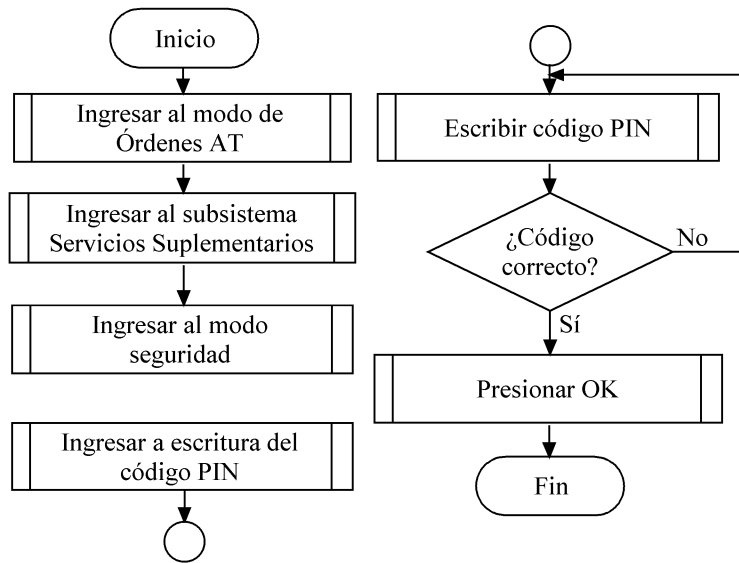 Inicio
Ingresar al modo de
Órdenes AT
Ingresar al subsistema
Servicios Suplementarios
Ingresar al modo
seguridad
Ingresar a escritura del
código PIN
Escribir código PIN
¿Código
correcto?
No
Sí
Presionar OK
Fin